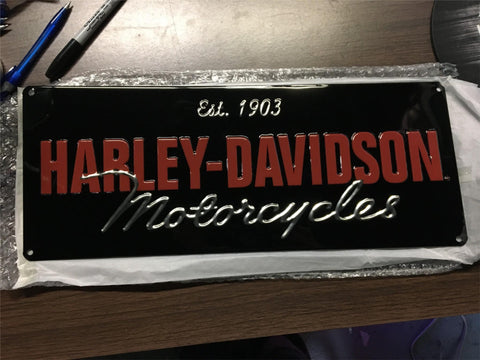 Est. 1903
HARLEY-DAVIDSON
Motorcycles